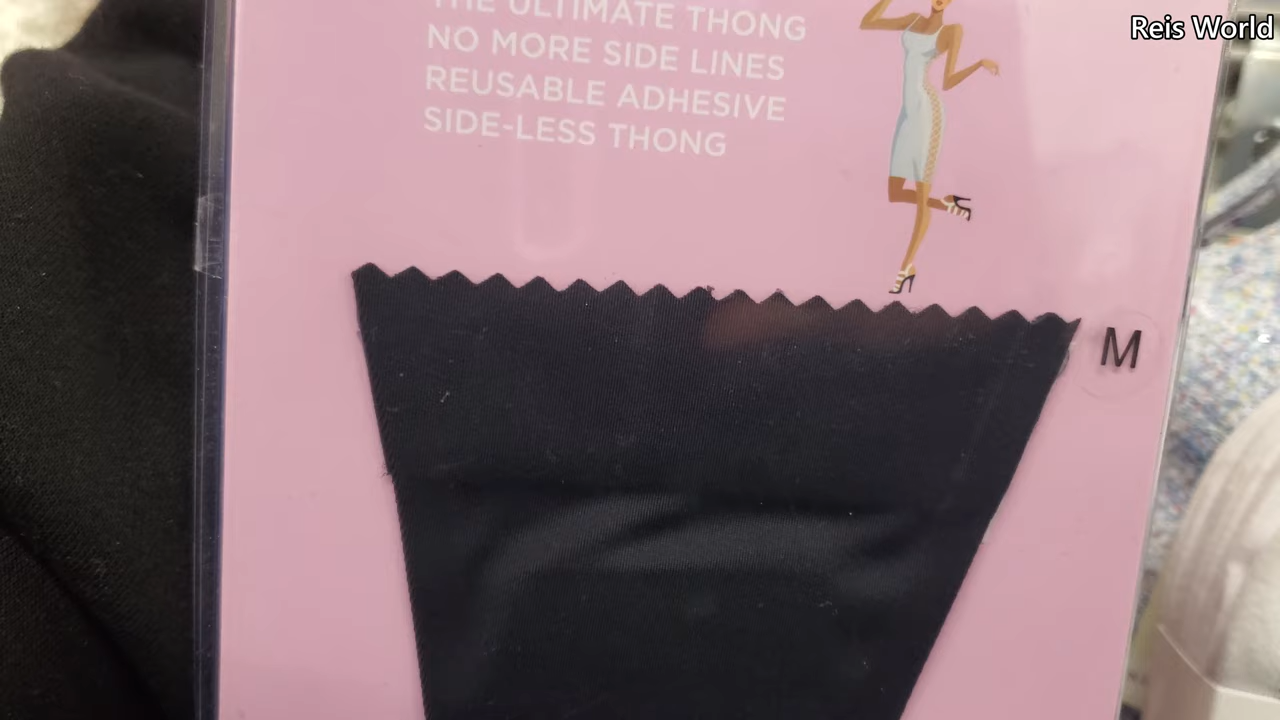 Reis World
THE ULTIMATE THONG
NO MORE SIDE LINES
REUSABLE ADHESIVE
SIDE-LESS THONG
M